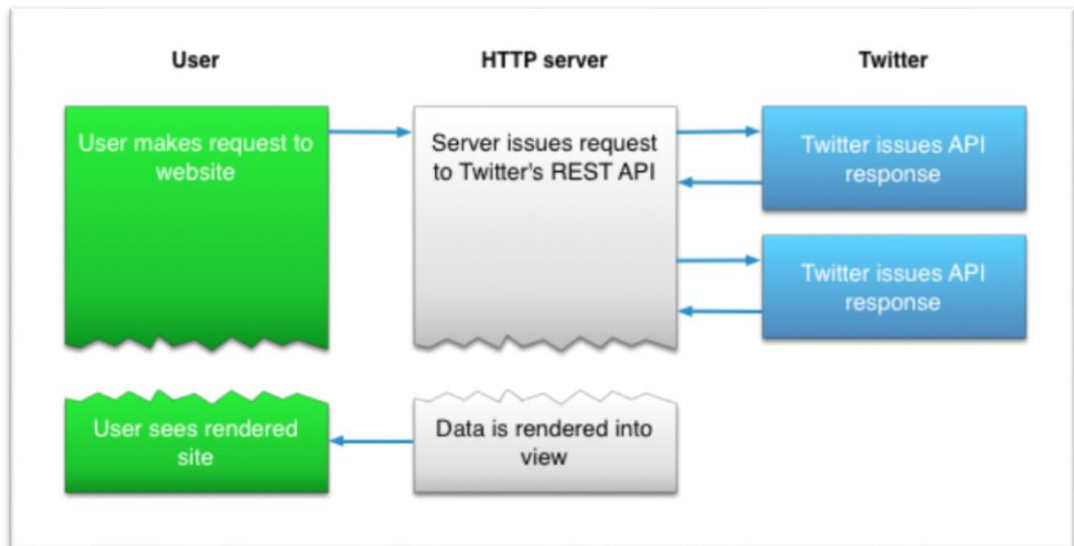 User
HTTP server
Twitter
User makes request to
website
Server issues request
to Twitter's REST API
Twitter issues API
response
Twitter issues API
response
User sees rendered
site
Data is rendered into
view